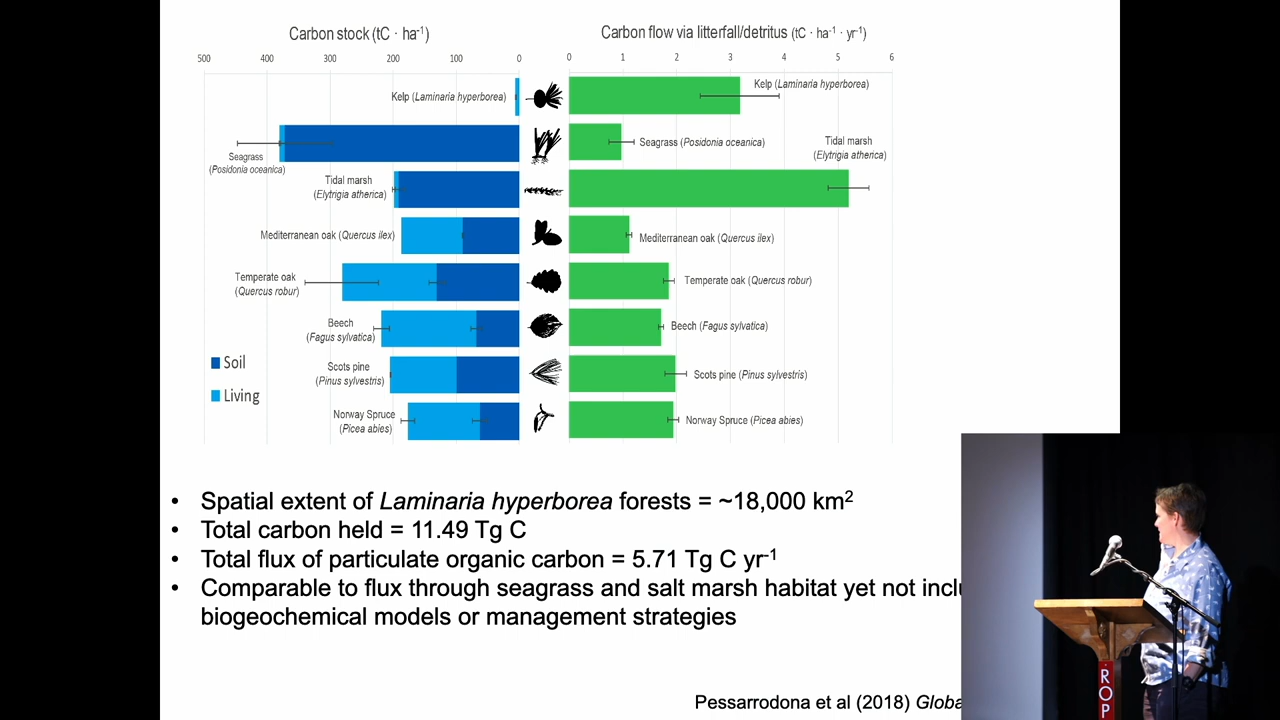 Carbon stock (tC · ha⁻¹)
Carbon flow via litterfall/detritus (tC · ha⁻¹ · yr⁻¹)
500 400 300 200 100 0
0 1 2 3 4 5 6
Kelp (Laminaria hyperborea)
Kelp (Laminaria hyperborea)
Seagrass
(Posidonia oceanica)
Seagrass (Posidonia oceanica)
Tidal marsh
(Elytrigia atherica)
Tidal marsh
(Elytrigia atherica)
Mediterranean oak (Quercus ilex)
Mediterranean oak (Quercus ilex)
Temperate oak
(Quercus robur)
Temperate oak (Quercus robur)
Beech
(Fagus sylvatica)
Beech (Fagus sylvatica)
Soil
Living
Scots pine
(Pinus sylvestris)
Scots pine (Pinus sylvestris)
Norway Spruce
(Picea abies)
Norway Spruce (Picea abies)
• Spatial extent of Laminaria hyperborea forests = ~18,000 km²
• Total carbon held = 11.49 Tg C
• Total flux of particulate organic carbon = 5.71 Tg C yr⁻¹
• Comparable to flux through seagrass and salt marsh habitat yet not
biogeochemical models or management strategies
Pessarrodona et al (2018)
ROP